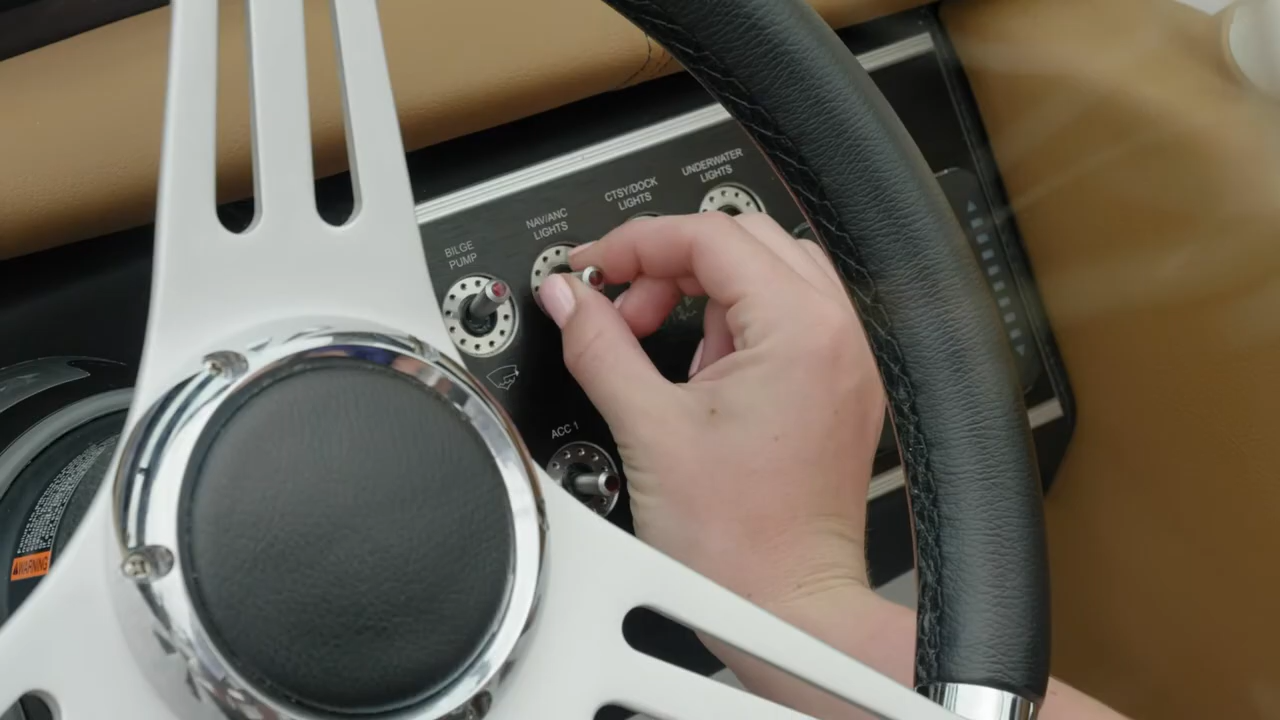 UNDERWATER
LIGHTS
CTSY/DOCK
LIGHTS
NAV/ANC
LIGHTS
BILGE
PUMP
ACC 1
WARNING